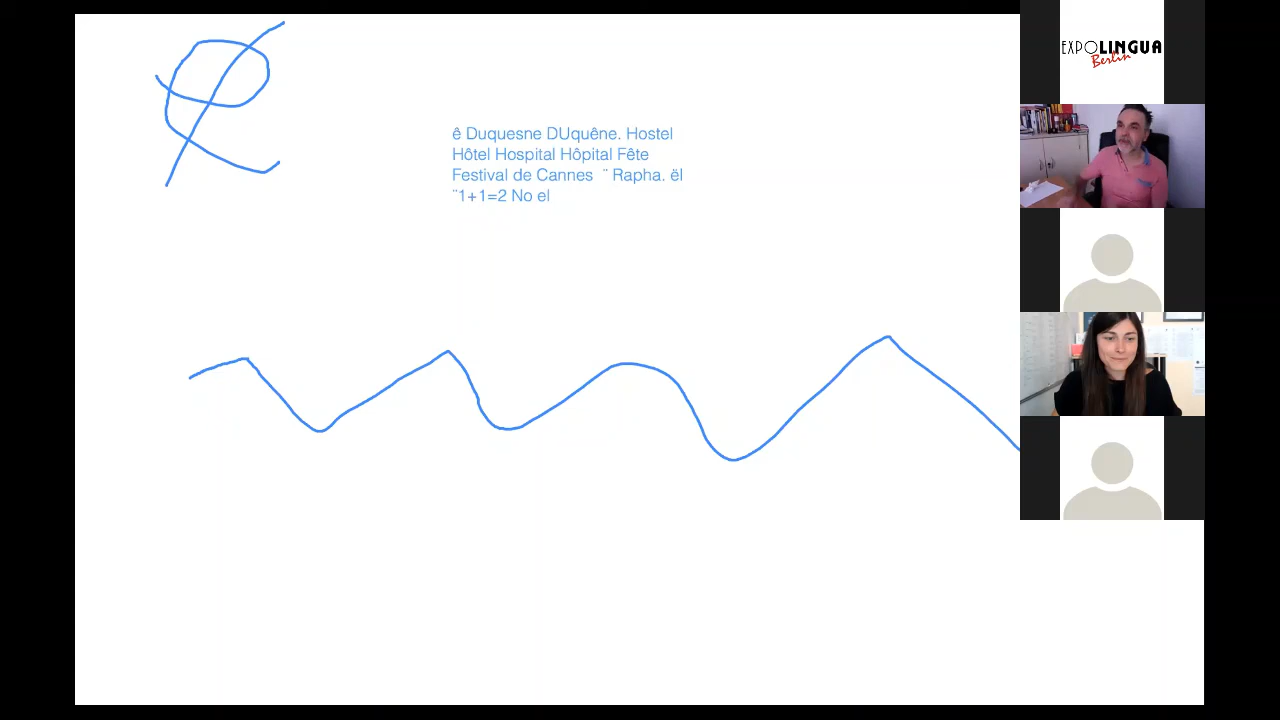 EXPOLINGUA
Berlin
ê Duquesne DUquêne. Hostel
Hôtel Hospital Hôpital Fête
Festival de Cannes ¨ Rapha. ël
¨1+1=2 No el